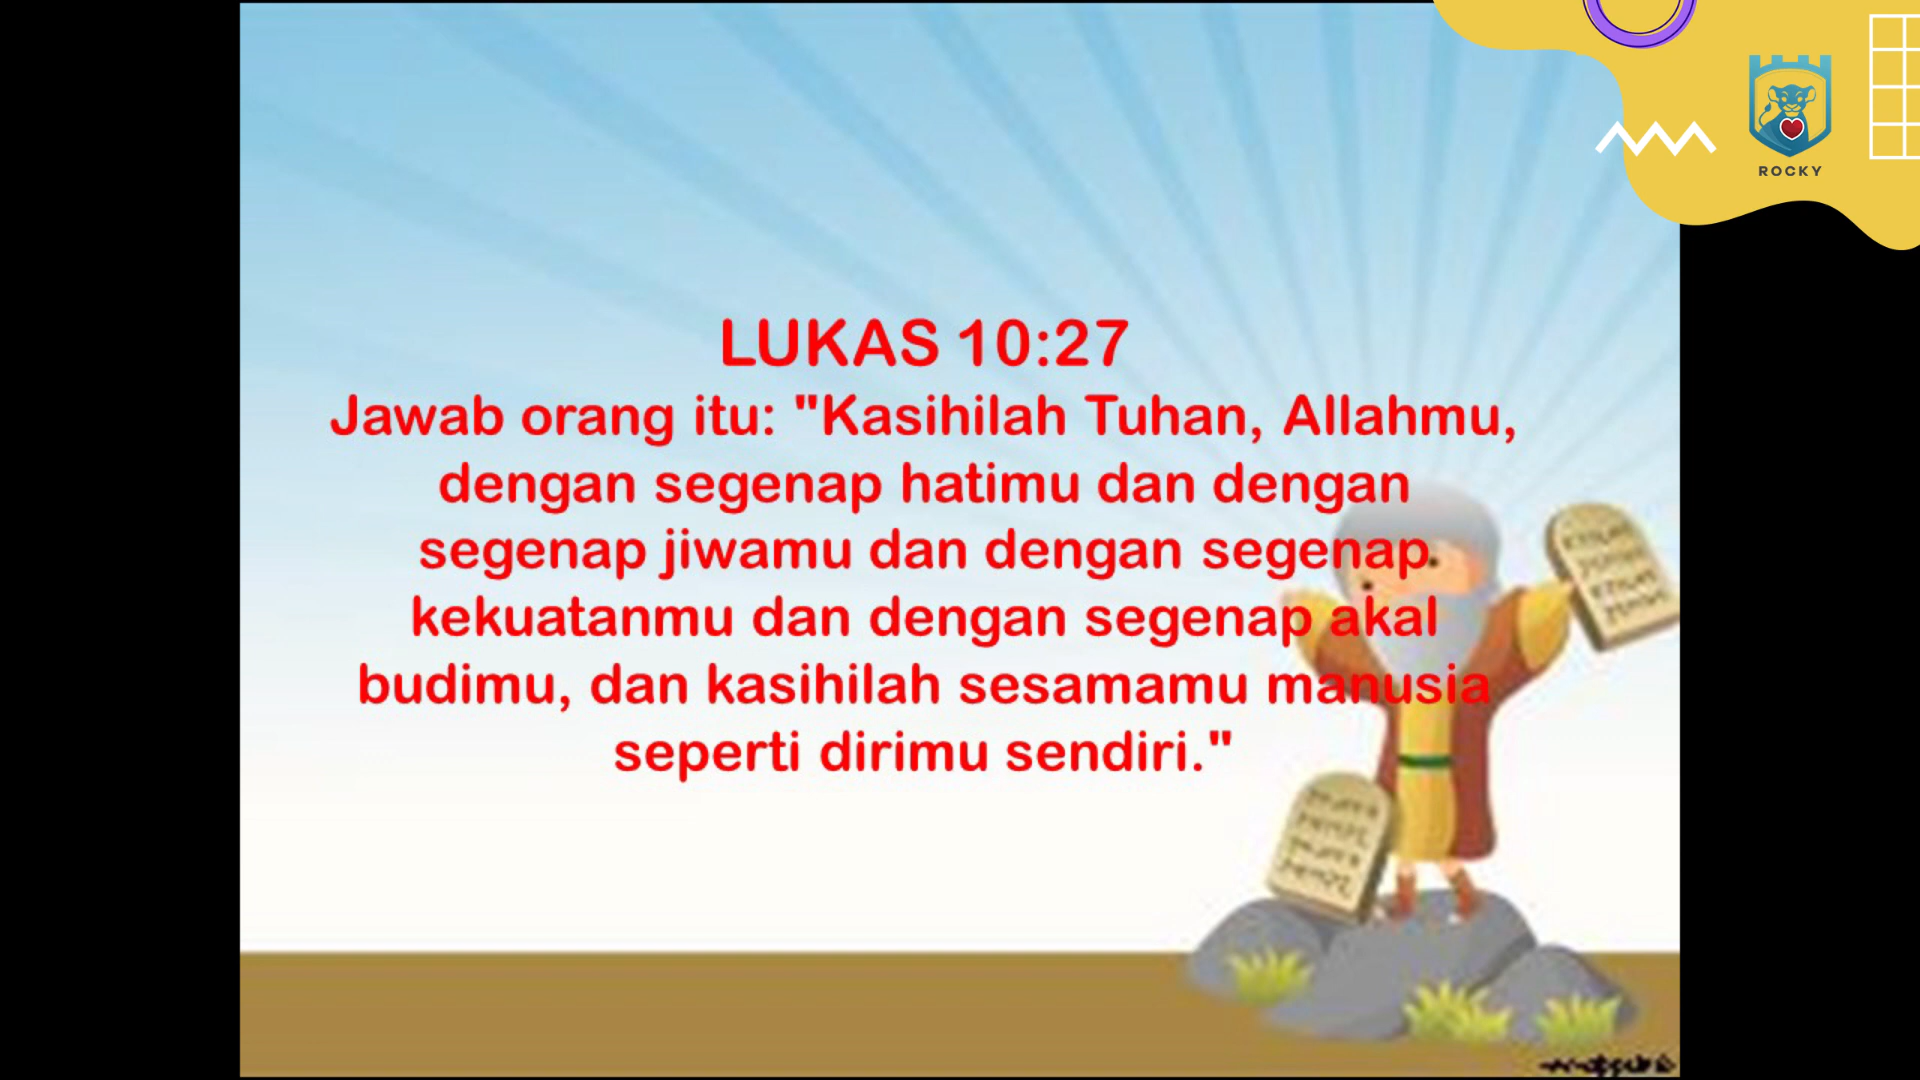 ROCKY
LUKAS 10:27
Jawab orang itu: "Kasihilah Tuhan, Allahmu,
dengan segenap hatimu dan dengan
segenap jiwamu dan dengan segenap
kekuatanmu dan dengan segenap akal
budimu, dan kasihilah sesamamu manusia
seperti dirimu sendiri."